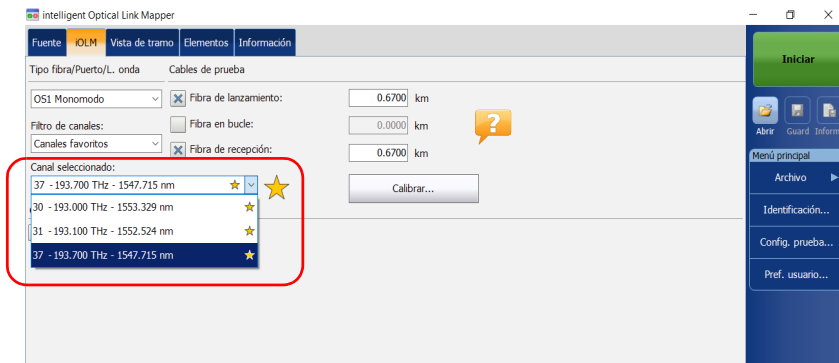 intelligent Optical Link Mapper
Fuente iOLM Vista de tramo Elementos Información
Tipo fibra/Puerto/L. onda Cables de prueba
OS1 Monomodo Fibra de lanzamiento: 0.6700 km
Filtro de canales: Fibra en bucle: 0.0000 km
Canales favoritos Fibra de recepción: 0.6700 km
Canal seleccionado:
37 - 193.700 THz - 1547.715 nm Calibrar...
30 - 193.000 THz - 1553.329 nm
31 - 193.100 THz - 1552.524 nm
37 - 193.700 THz - 1547.715 nm
?
Iniciar
Abrir Guard Inform
Menú principal
Archivo
Identificación...
Config. prueba...
Pref. usuario...